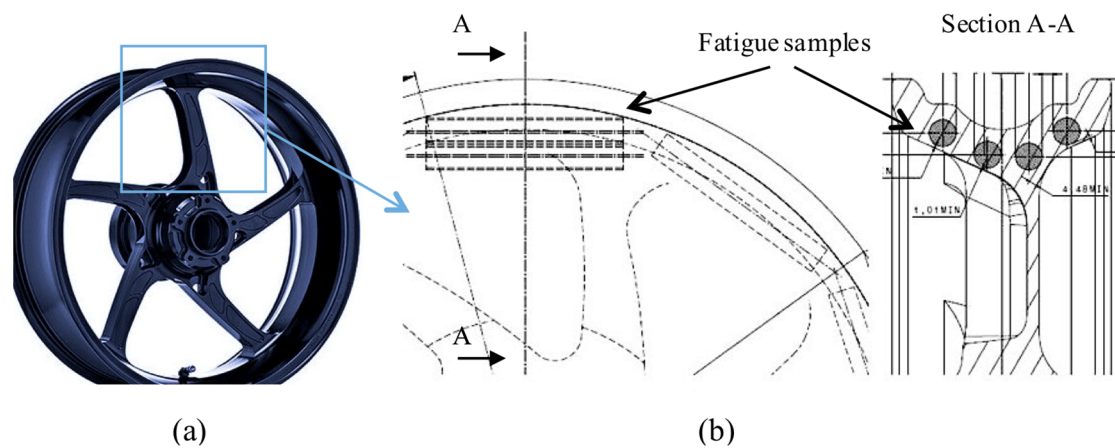 A
Fatigue samples
Section A-A
1,01MIN
4.48MIN
A
(a)
(b)